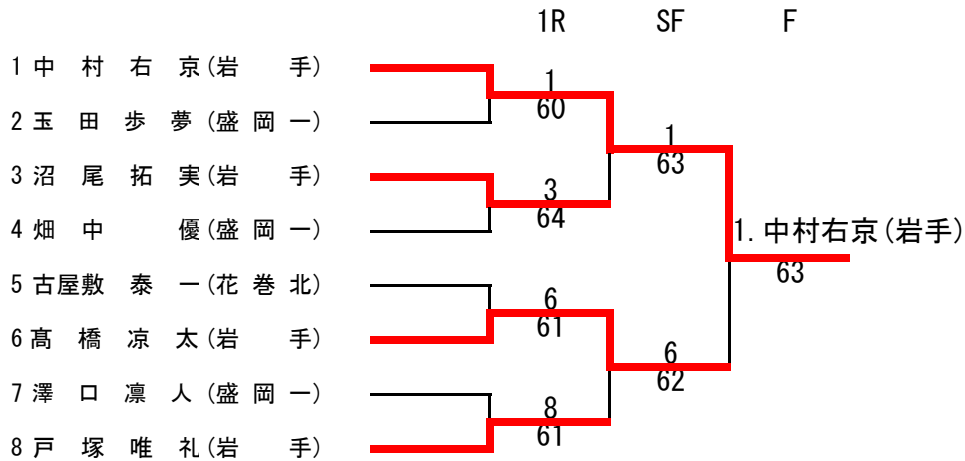 1R SF F
1 中 村 右 京 (岩 手)
1
60
2 玉 田 歩 夢 (盛 岡 一)
1
63
3 沼 尾 拓 実 (岩 手)
3
64
4 畑 中 優 (盛 岡 一)
1. 中村右京 (岩手)
63
5 古屋敷 泰 一 (花 巻 北)
6
61
6 髙 橋 凉 太 (岩 手)
6
62
7 澤 口 凛 人 (盛 岡 一)
8
61
8 戸 塚 唯 礼 (岩 手)